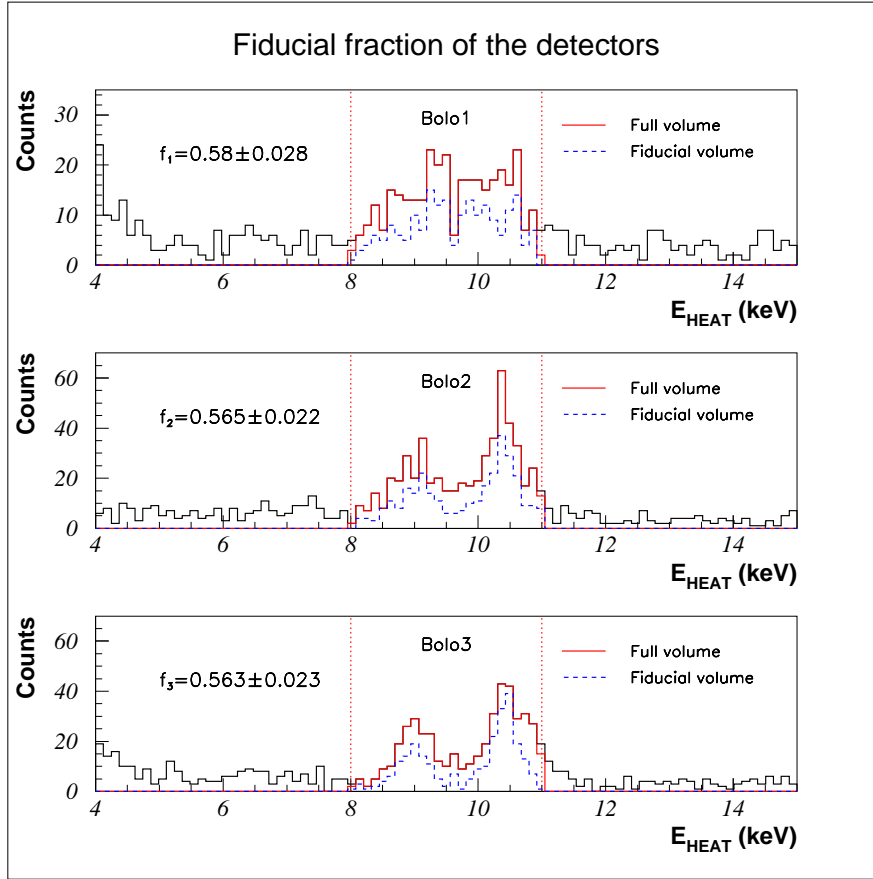 Fiducial fraction of the detectors
Counts
30
20
10
0
f₁=0.58±0.028
Bolo1
Full volume
Fiducial volume
4 6 8 10 12 14
E_HEAT (keV)
Counts
60
40
20
0
f₂=0.565±0.022
Bolo2
Full volume
Fiducial volume
4 6 8 10 12 14
E_HEAT (keV)
Counts
60
40
20
0
f₃=0.563±0.023
Bolo3
Full volume
Fiducial volume
4 6 8 10 12 14
E_HEAT (keV)